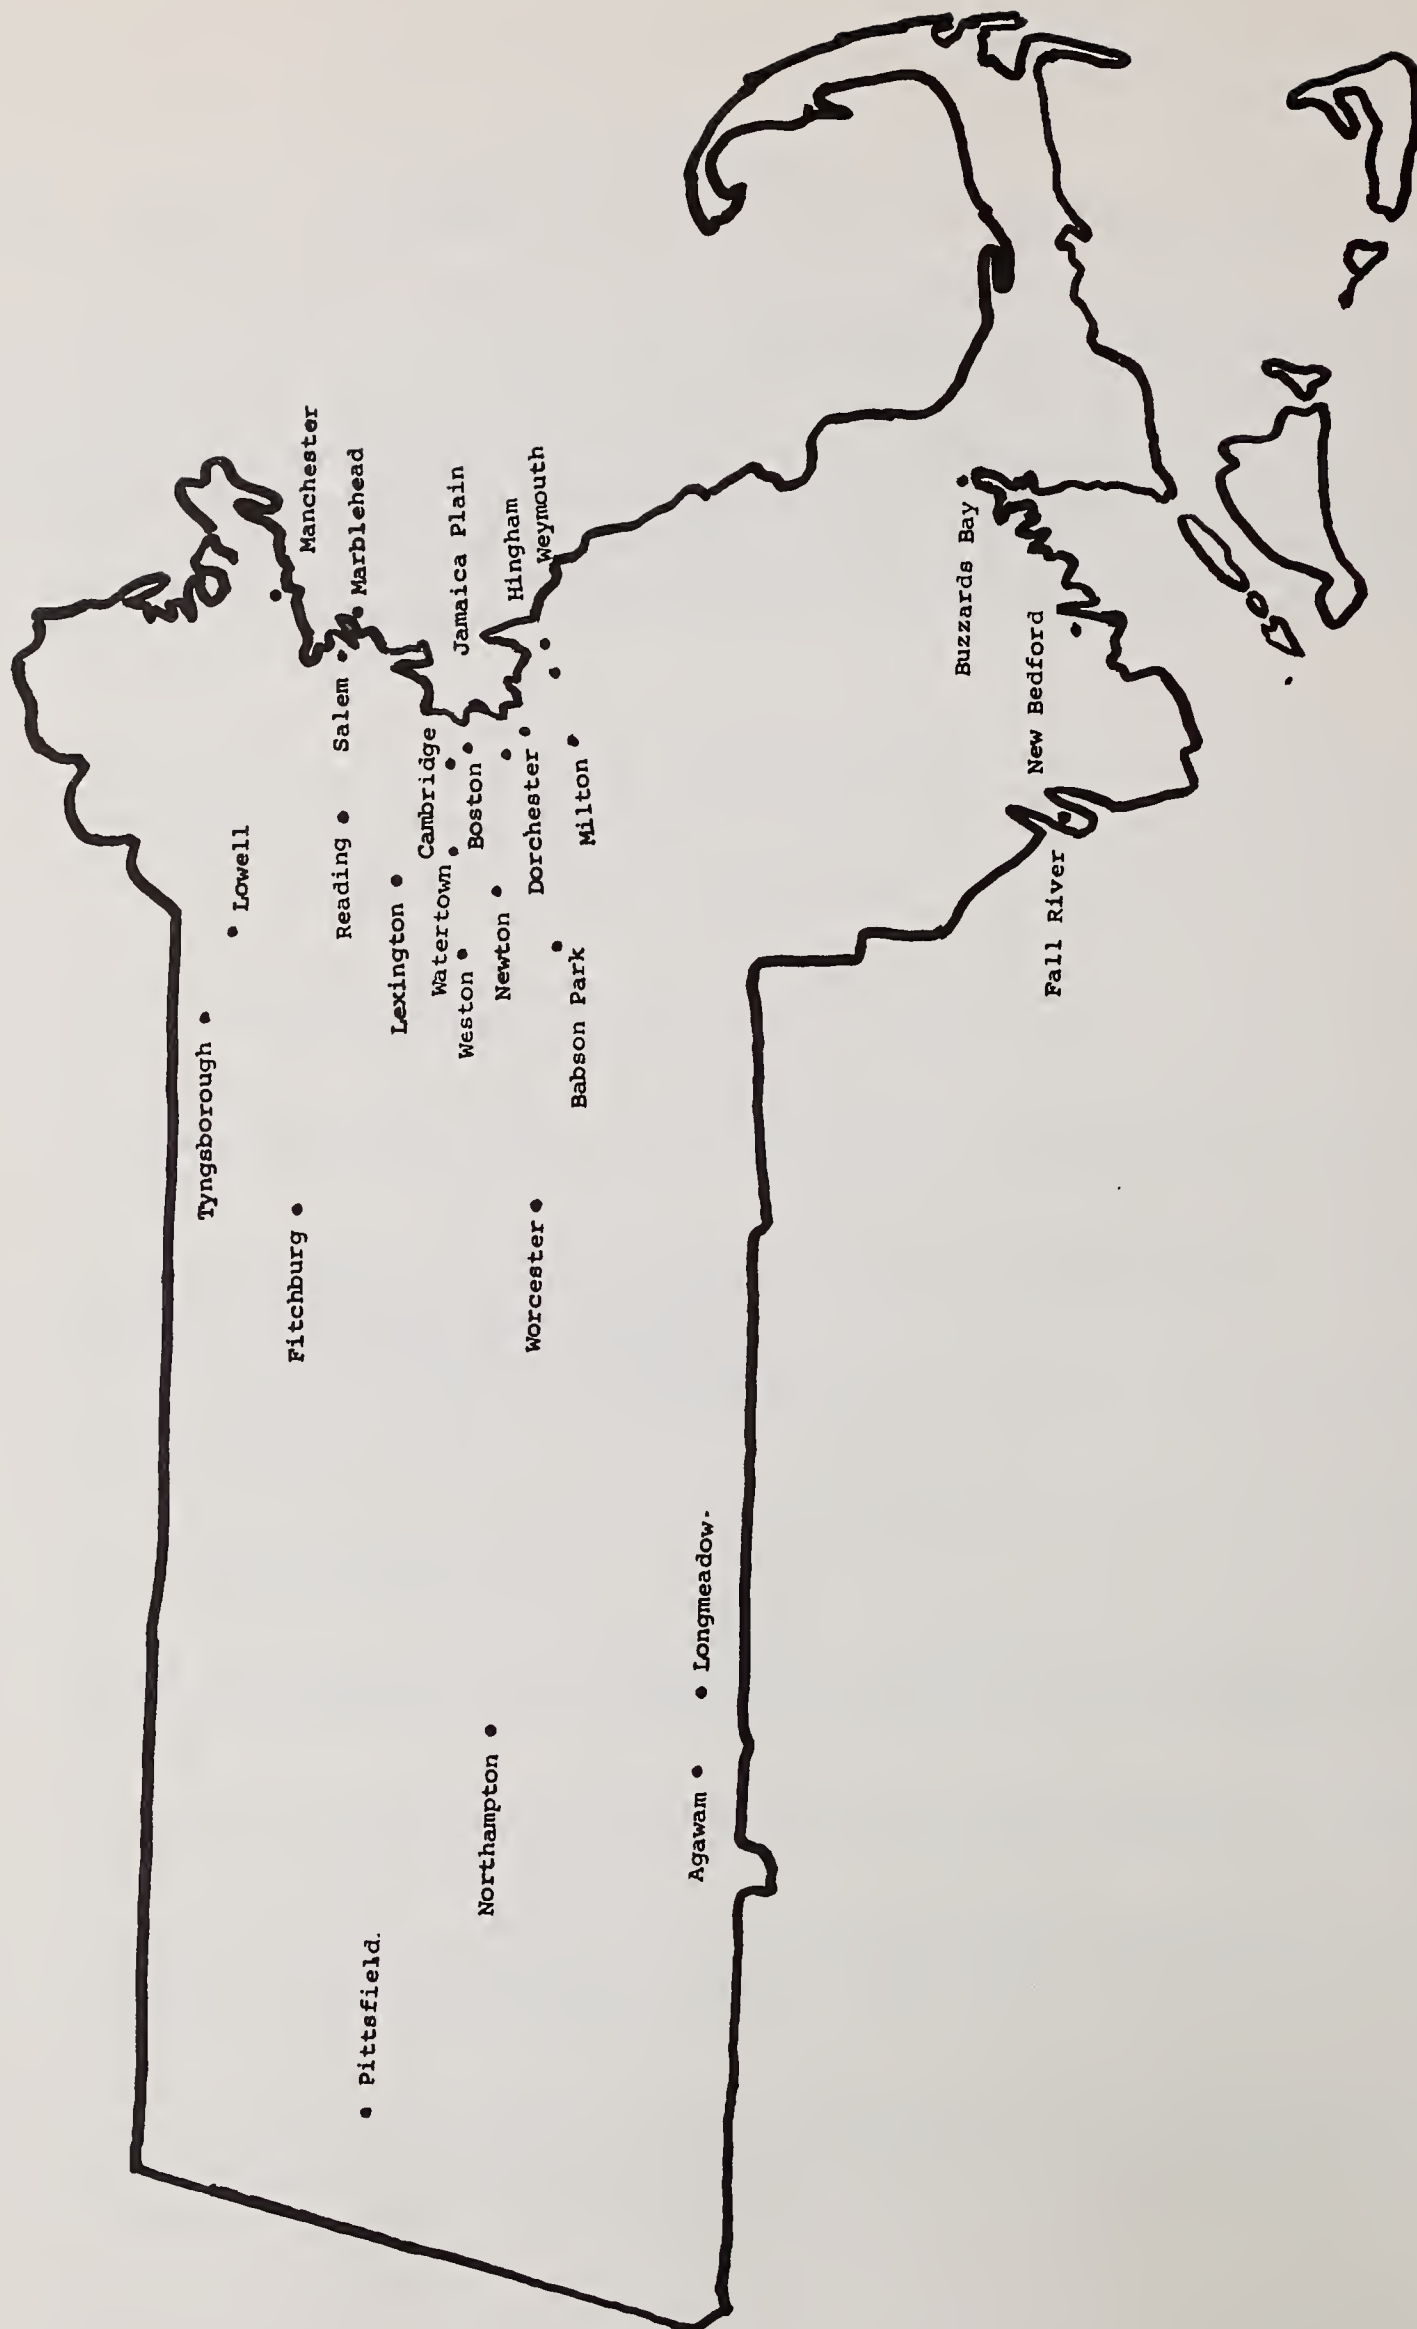 Manchester
Marblehead
Jamaica Plain
Hingham
Weymouth
Salem
Reading
Lowell
Tyngsborough
Fitchburg
Cambridge
Boston
Dorchester
Milton
Lexington
Watertown
Weston
Newton
Babson Park
Worcester
Buzzards Bay
New Bedford
Fall River
Longmeadow
Agawam
Northampton
Pittsfield